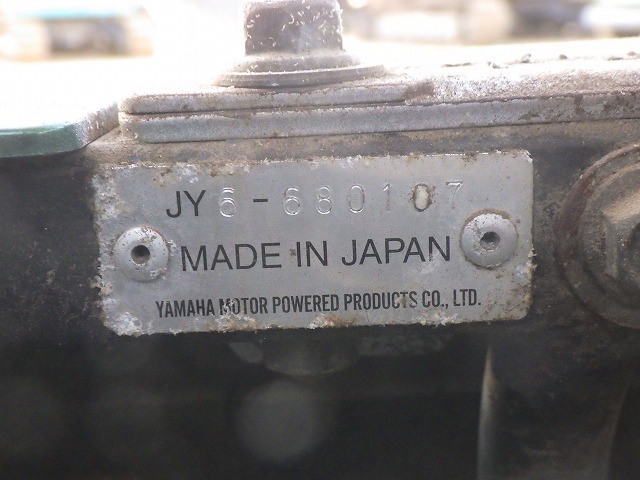 JY6-680107
MADE IN JAPAN
YAMAHA MOTOR POWERED PRODUCTS CO., LTD.